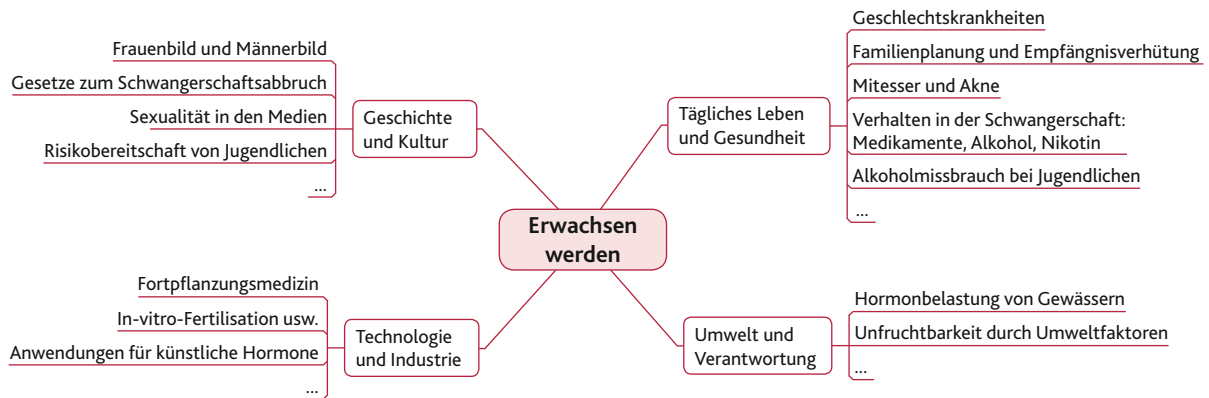 Erwachsen
werden
Geschichte
und Kultur
Frauenbild und Männerbild
Gesetze zum Schwangerschaftsabbruch
Sexualität in den Medien
Risikobereitschaft von Jugendlichen
...
Tägliches Leben
und Gesundheit
Geschlechtskrankheiten
Familienplanung und Empfängnisverhütung
Mitesser und Akne
Verhalten in der Schwangerschaft:
Medikamente, Alkohol, Nikotin
Alkoholmissbrauch bei Jugendlichen
...
Technologie
und Industrie
Fortpflanzungsmedizin
In-vitro-Fertilisation usw.
Anwendungen für künstliche Hormone
...
Umwelt und
Verantwortung
Hormonbelastung von Gewässern
Unfruchtbarkeit durch Umweltfaktoren
...